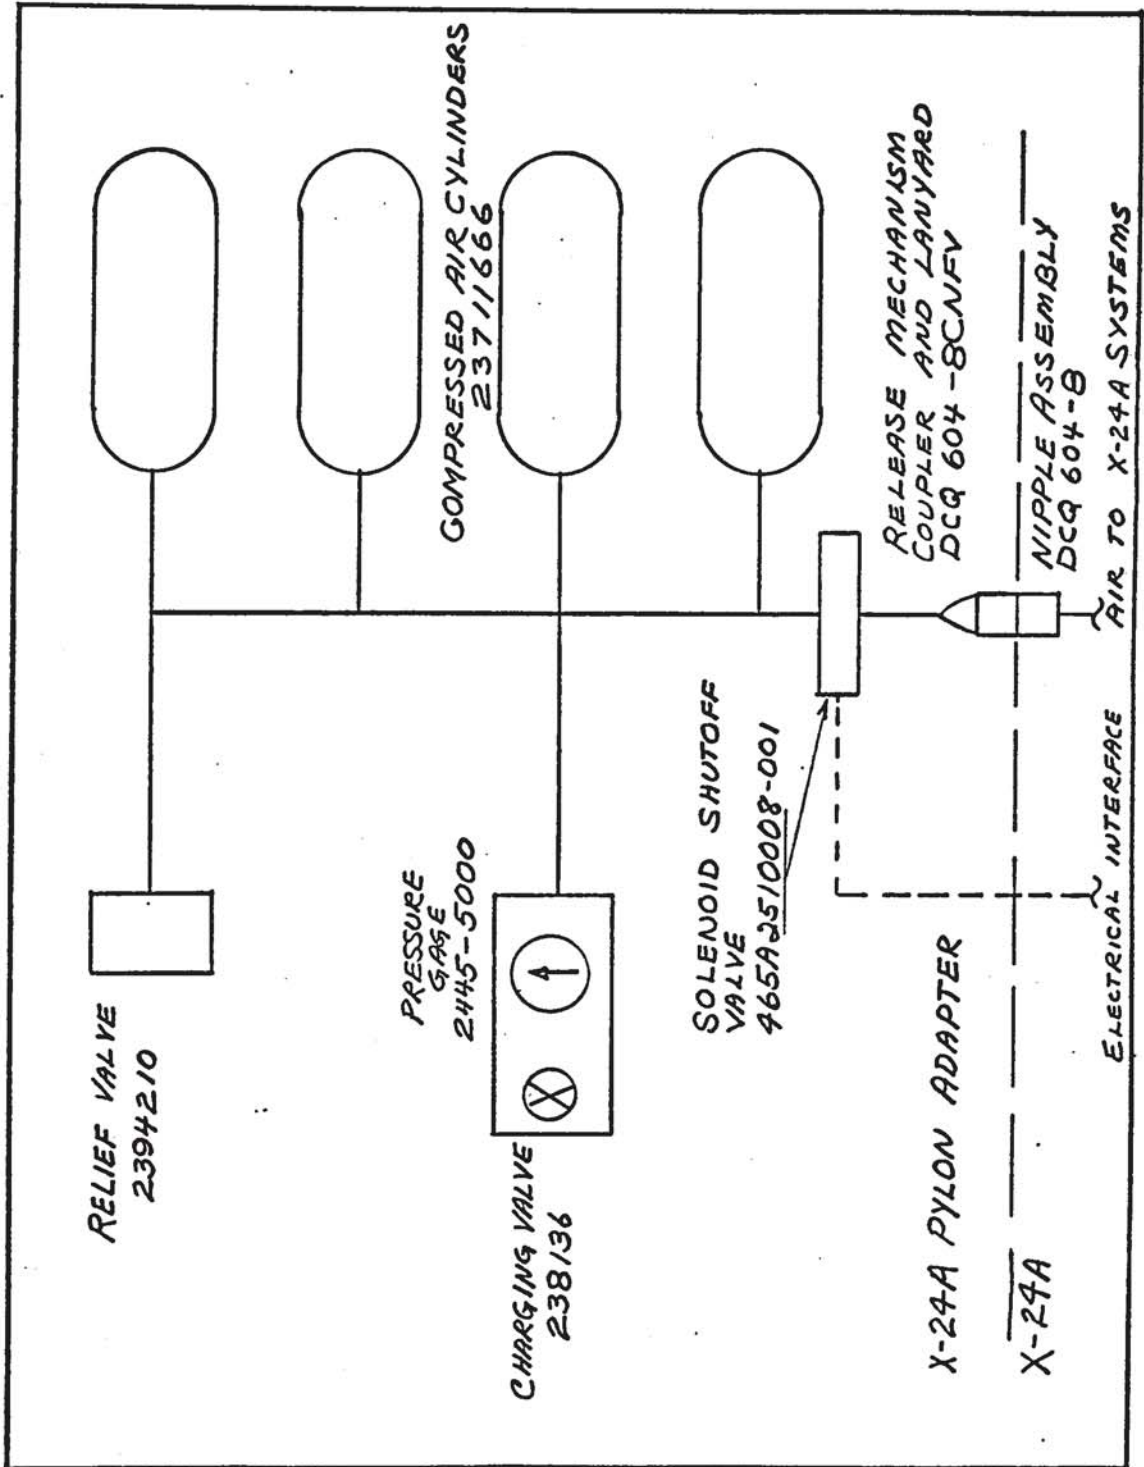 RELIEF VALVE
2394210
PRESSURE
GAGE
2445-5000
COMPRESSED AIR CYLINDERS
23711666
CHARGING VALVE
238136
SOLENOID SHUTOFF
VALVE
465A2510008-001
RELEASE MECHANISM
COUPLER AND LANYARD
DCQ 604-8CNFV
X-24A PYLON ADAPTER
X-24A
NIPPLE ASSEMBLY
DCQ 604-8
ELECTRICAL INTERFACE
AIR TO X-24A SYSTEMS